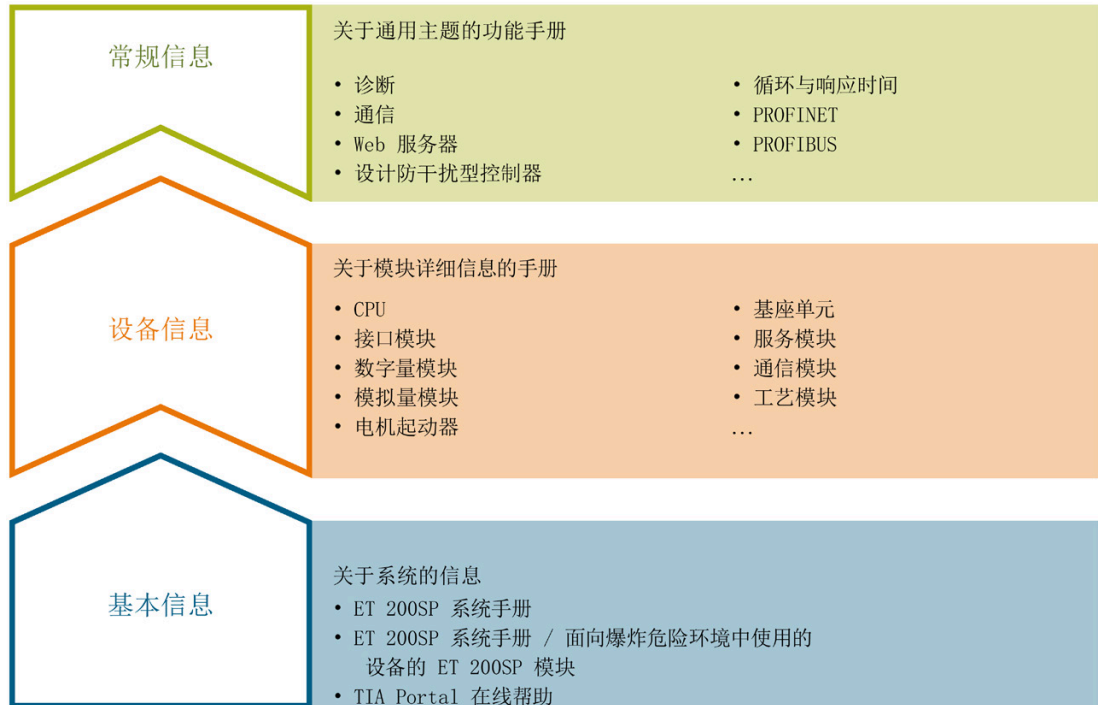 常规信息
关于通用主题的功能手册
• 诊断
• 通信
• Web 服务器
• 设计防干扰型控制器
• 循环与响应时间
• PROFINET
• PROFIBUS
...
设备信息
关于模块详细信息的手册
• CPU
• 接口模块
• 数字量模块
• 模拟量模块
• 电机起动器
• 基座单元
• 服务模块
• 通信模块
• 工艺模块
...
基本信息
关于系统的信息
• ET 200SP 系统手册
• ET 200SP 系统手册 / 面向爆炸危险环境中使用的
设备的 ET 200SP 模块
• TIA Portal 在线帮助